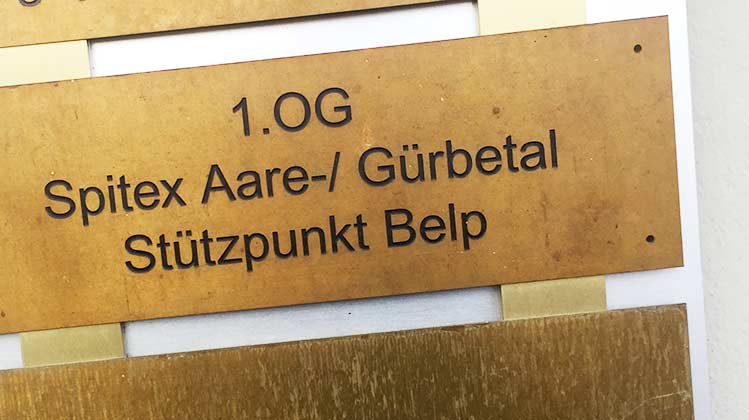 1.OG
Spitex Aare-/ Gürbetal
Stützpunkt Belp